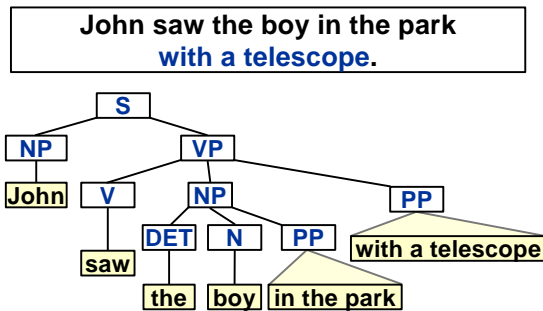 John saw the boy in the park
with a telescope.
S
NP VP
John V NP PP
DET N PP with a telescope
saw
the boy in the park